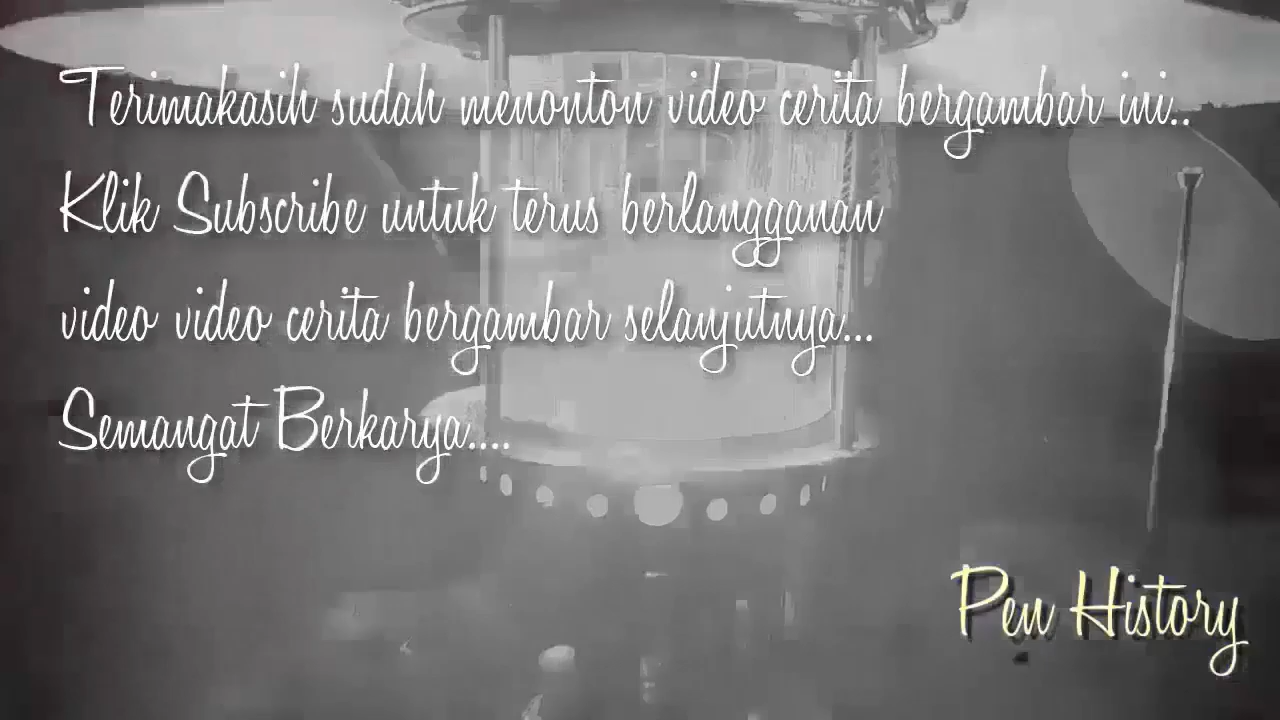 Terimakasih sudah menonton video cerita bergambar ini..
Klik Subscribe untuk terus berlangganan
video video cerita bergambar selanjutnya...
Semangat Berkarya....
Pen History